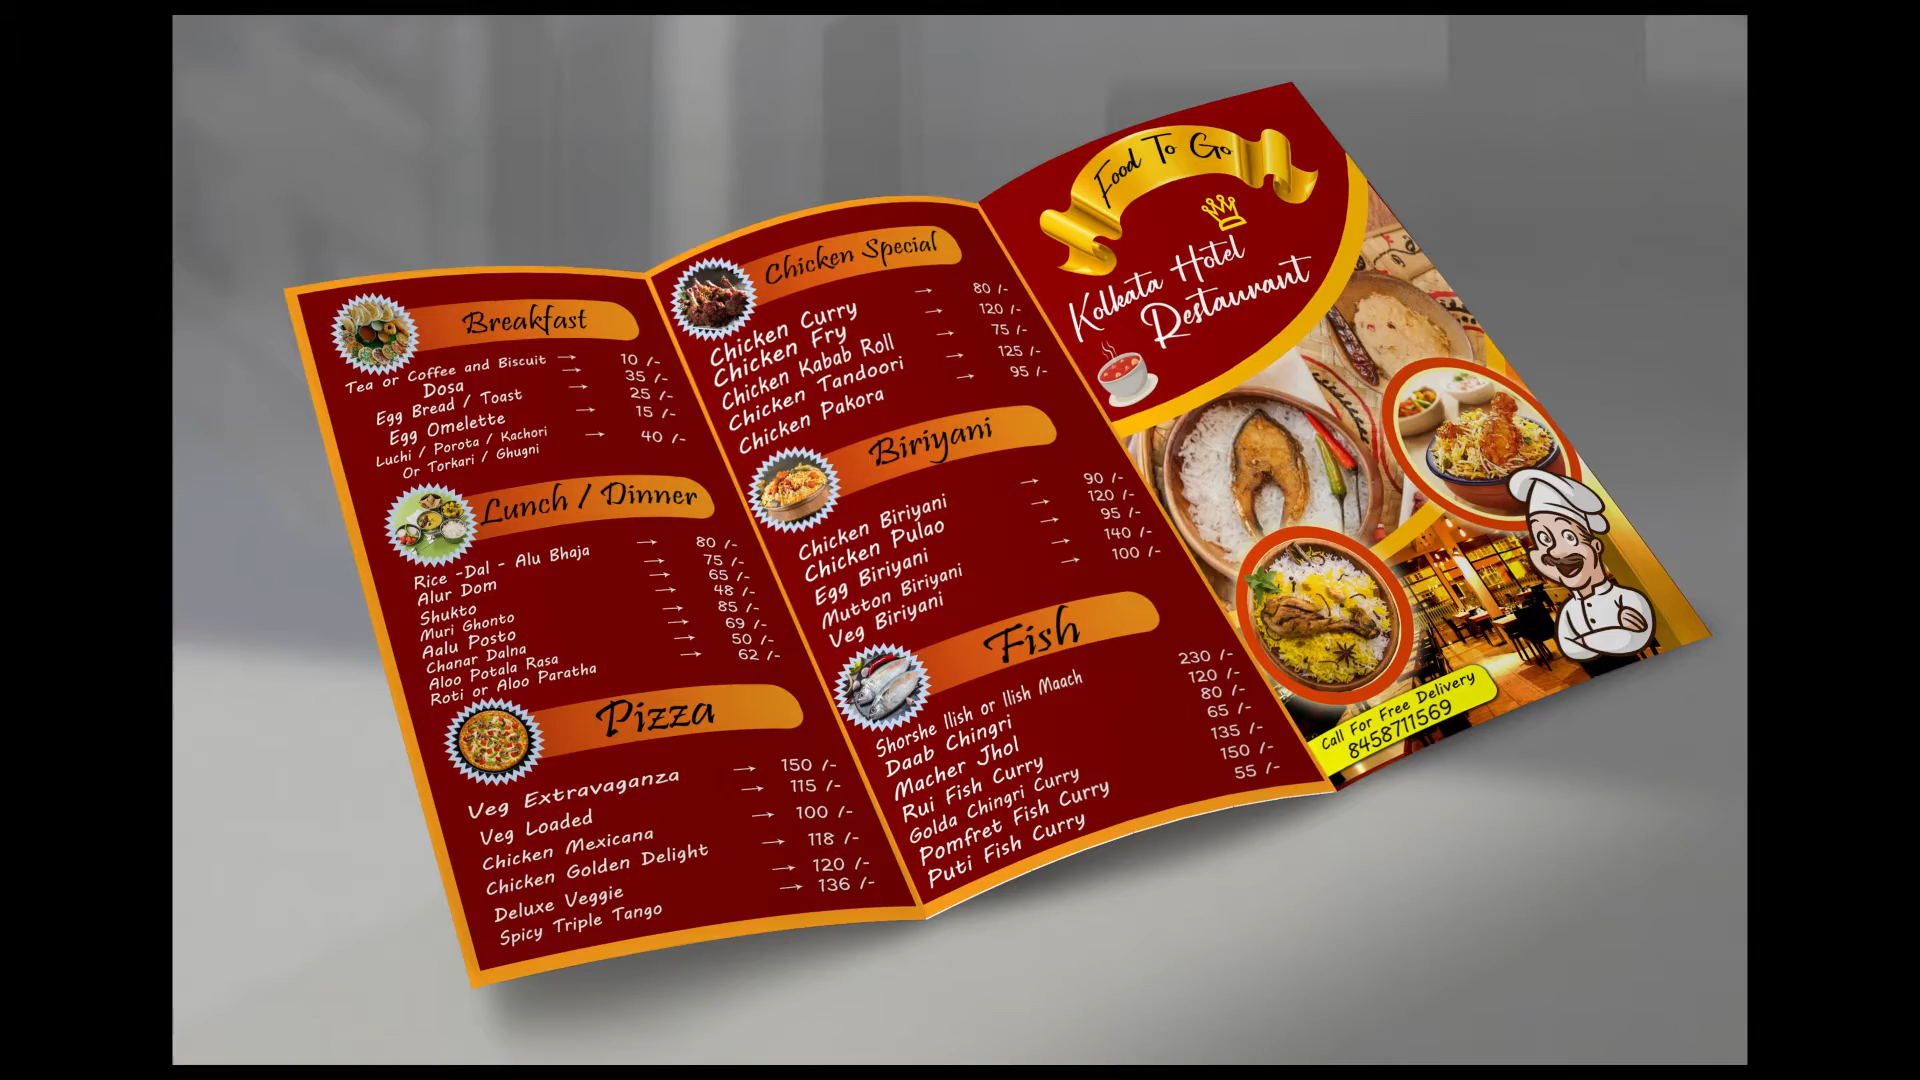 Breakfast
Tea or Coffee and Biscuit → 10 /-
Dosa → 35 /-
Egg Bread / Toast → 25 /-
Egg Omelette → 15 /-
Luchi / Porota / Kachori → 40 /-
Or Torkari / Ghugni
Lunch / Dinner
Rice -Dal - Alu Bhaja → 80 /-
Alur Dom → 75 /-
Shukto → 65 /-
Muri Ghonto → 48 /-
Aalu Posto → 85 /-
Chanar Dalna → 69 /-
Aloo Potala Rasa → 50 /-
Roti or Aloo Paratha → 62 /-
Pizza
Veg Extravaganza → 150 /-
Veg Loaded → 115 /-
Chicken Mexicana → 100 /-
Chicken Golden Delight → 118 /-
Deluxe Veggie → 120 /-
Spicy Triple Tango → 136 /-
Chicken Special
Chicken Curry → 80 /-
Chicken Fry → 120 /-
Chicken Kabab Roll → 75 /-
Chicken Tandoori → 125 /-
Chicken Pakora → 95 /-
Biriyani
Chicken Biriyani → 90 /-
Chicken Pulao → 120 /-
Egg Biriyani → 95 /-
Mutton Biriyani → 140 /-
Veg Biriyani → 100 /-
Fish
Shorshe Ilish or Ilish Maach 230 /-
Daab Chingri 120 /-
Macher Jhol 80 /-
Rui Fish Curry 65 /-
Golda Chingri Curry 135 /-
Pomfret Fish Curry 150 /-
Puti Fish Curry 55 /-
Food To Go
Kolkata Hotel
Restaurant
Call For Free Delivery
8458711569